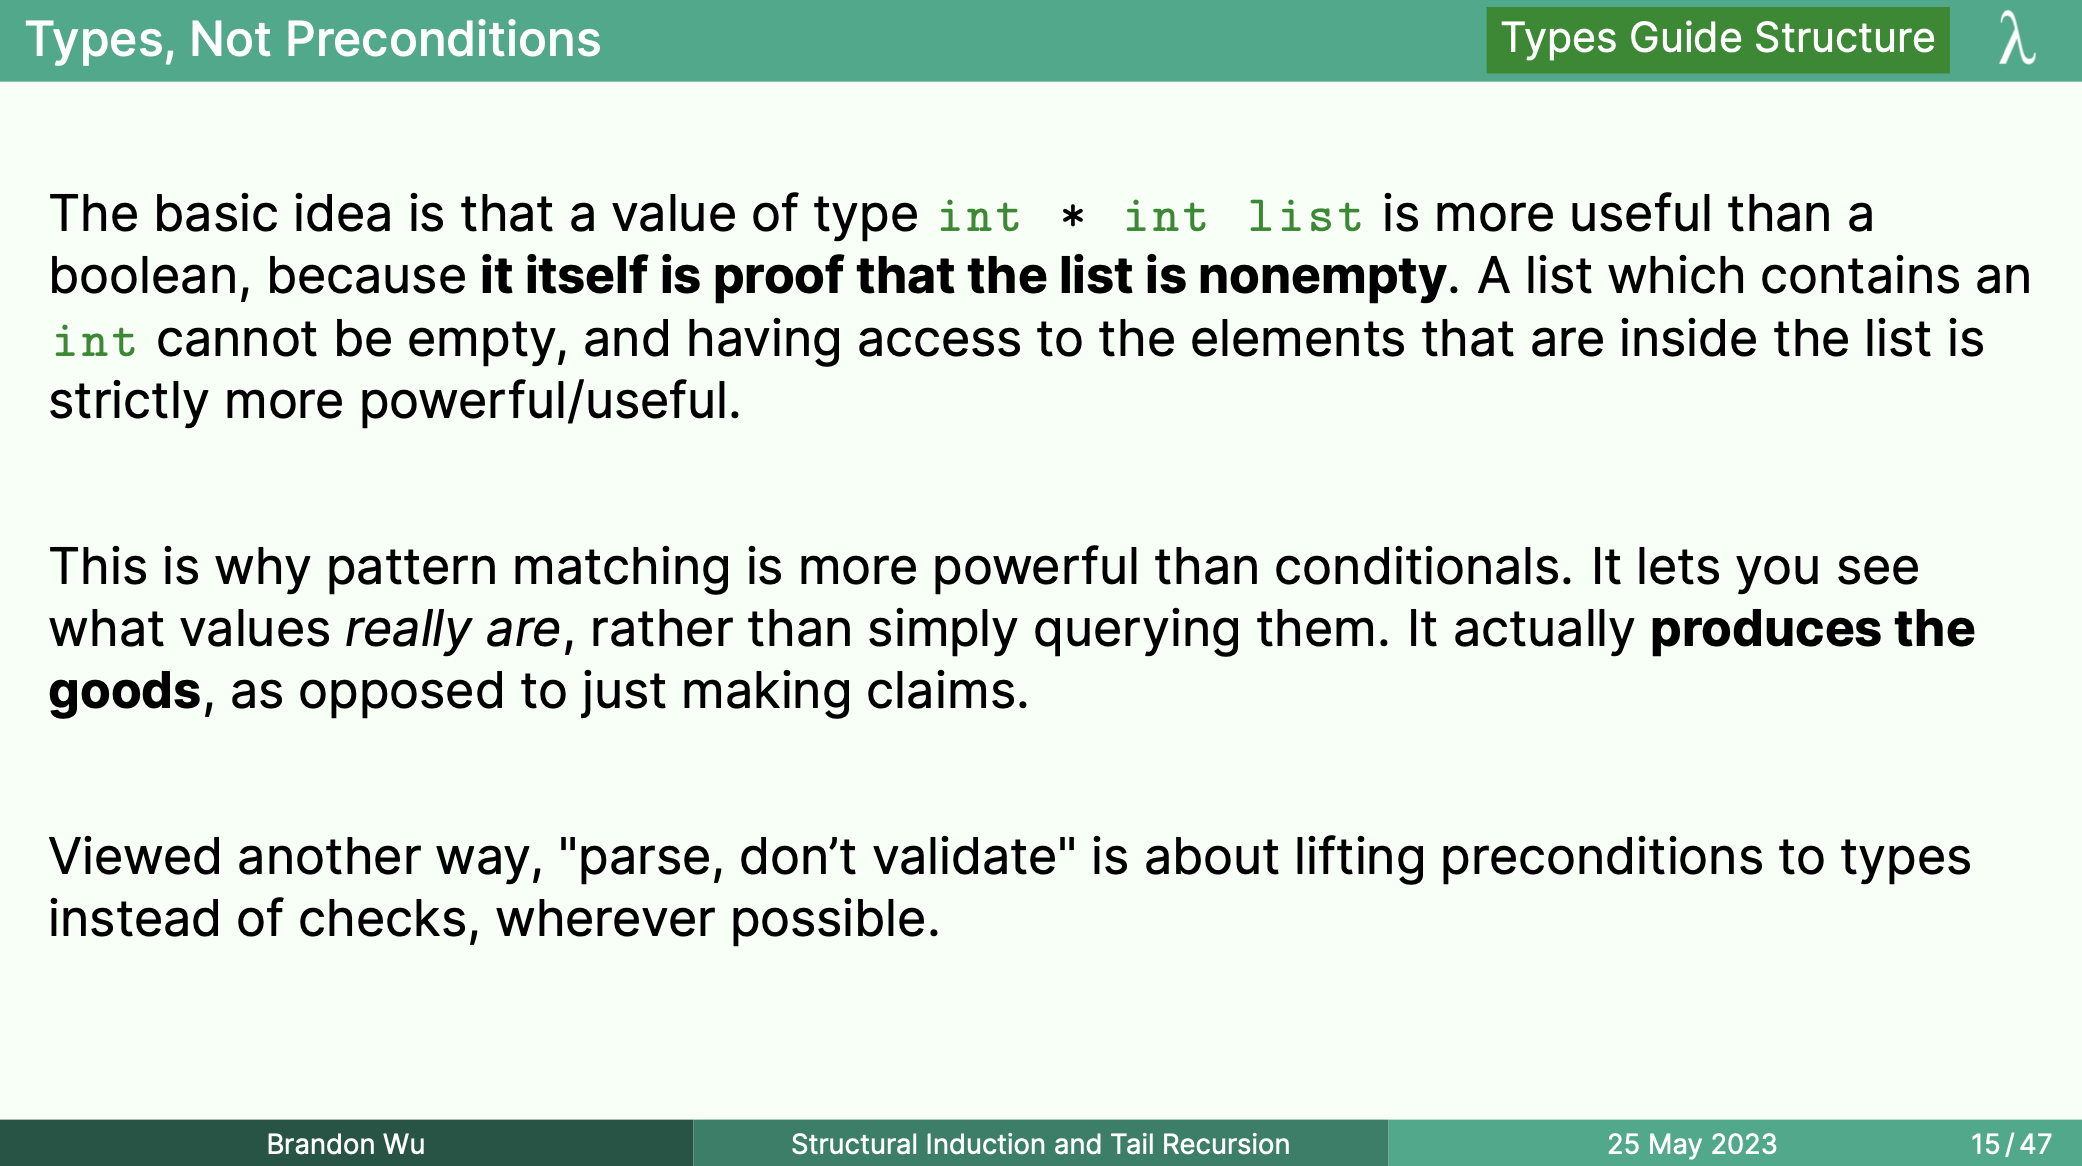 Types, Not Preconditions
Types Guide Structure
λ
The basic idea is that a value of type int * int list is more useful than a
boolean, because it itself is proof that the list is nonempty. A list which contains an
int cannot be empty, and having access to the elements that are inside the list is
strictly more powerful/useful.
This is why pattern matching is more powerful than conditionals. It lets you see
what values really are, rather than simply querying them. It actually produces the
goods, as opposed to just making claims.
Viewed another way, "parse, don’t validate" is about lifting preconditions to types
instead of checks, wherever possible.
Brandon Wu
Structural Induction and Tail Recursion
25 May 2023
15/47